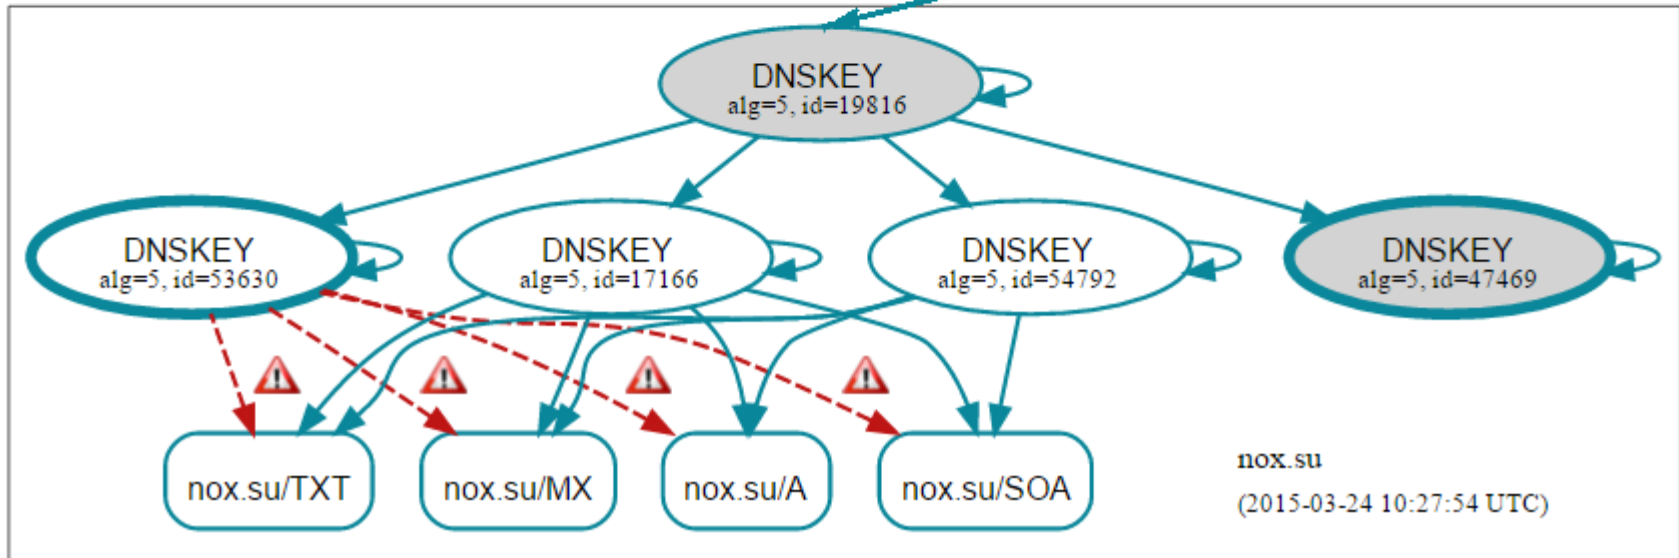 DNSKEY
alg=5, id=19816
DNSKEY
alg=5, id=53630
DNSKEY
alg=5, id=17166
DNSKEY
alg=5, id=54792
DNSKEY
alg=5, id=47469
nox.su/TXT
nox.su/MX
nox.su/A
nox.su/SOA
nox.su
(2015-03-24 10:27:54 UTC)